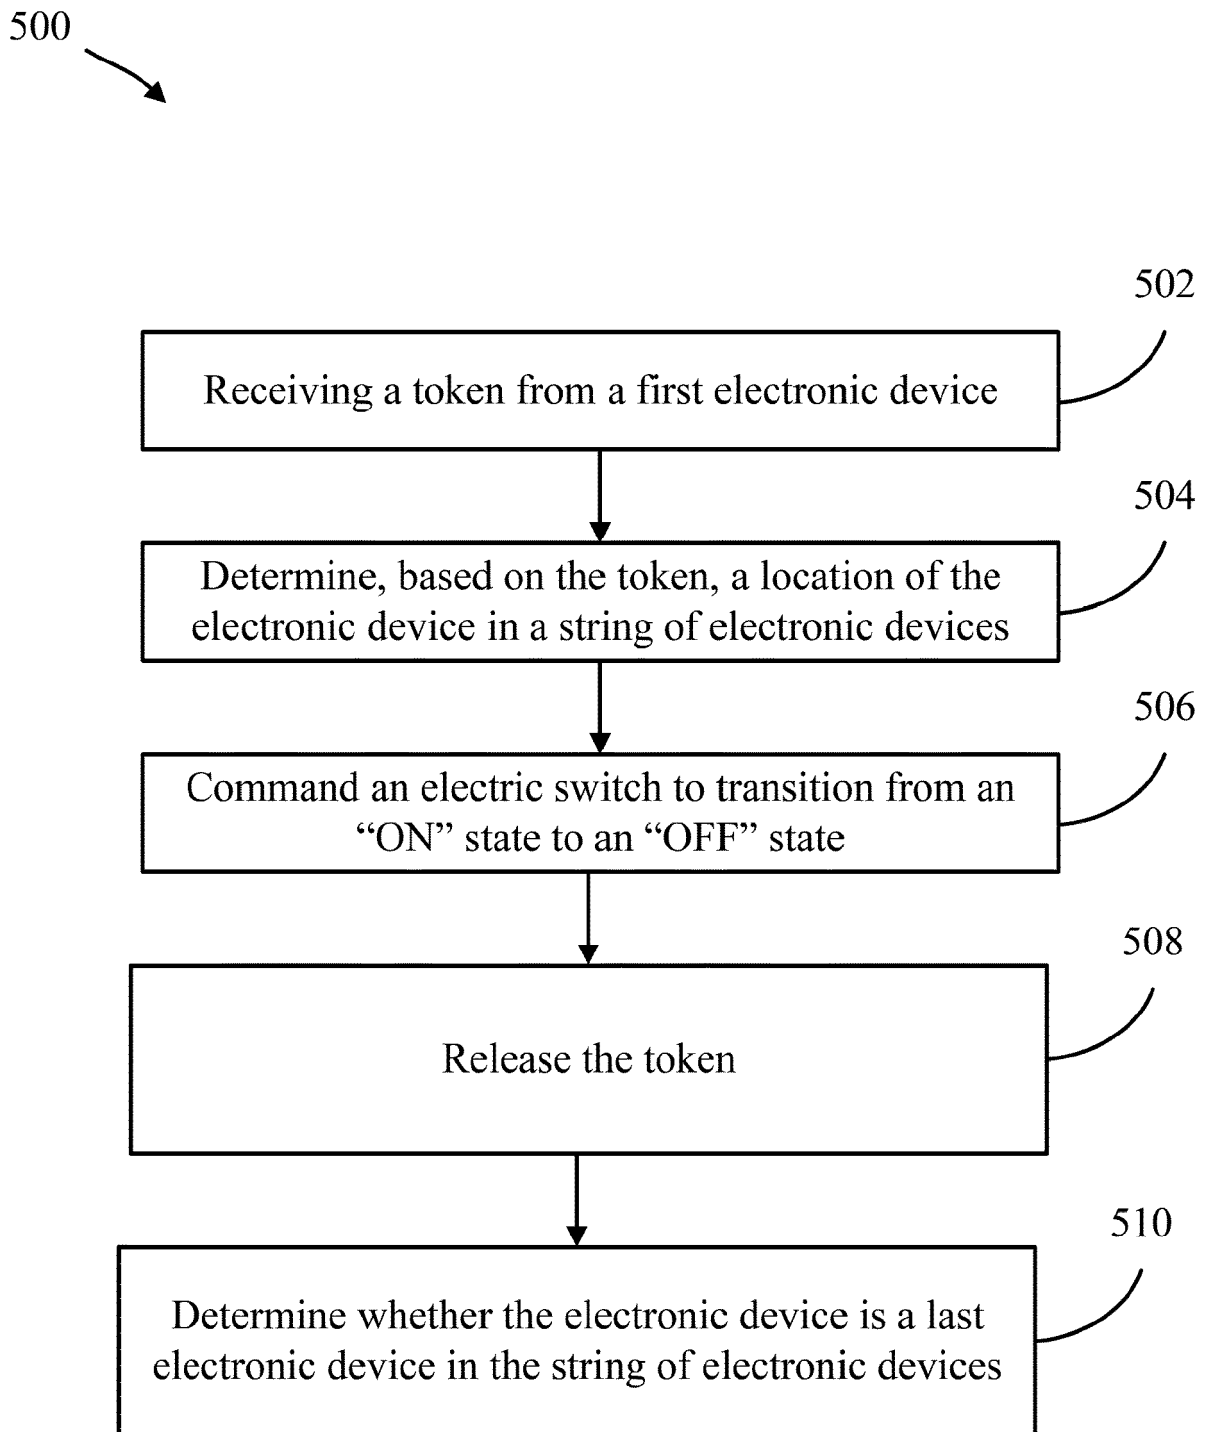 500
502
Receiving a token from a first electronic device
504
Determine, based on the token, a location of the
electronic device in a string of electronic devices
506
Command an electric switch to transition from an
“ON” state to an “OFF” state
508
Release the token
510
Determine whether the electronic device is a last
electronic device in the string of electronic devices